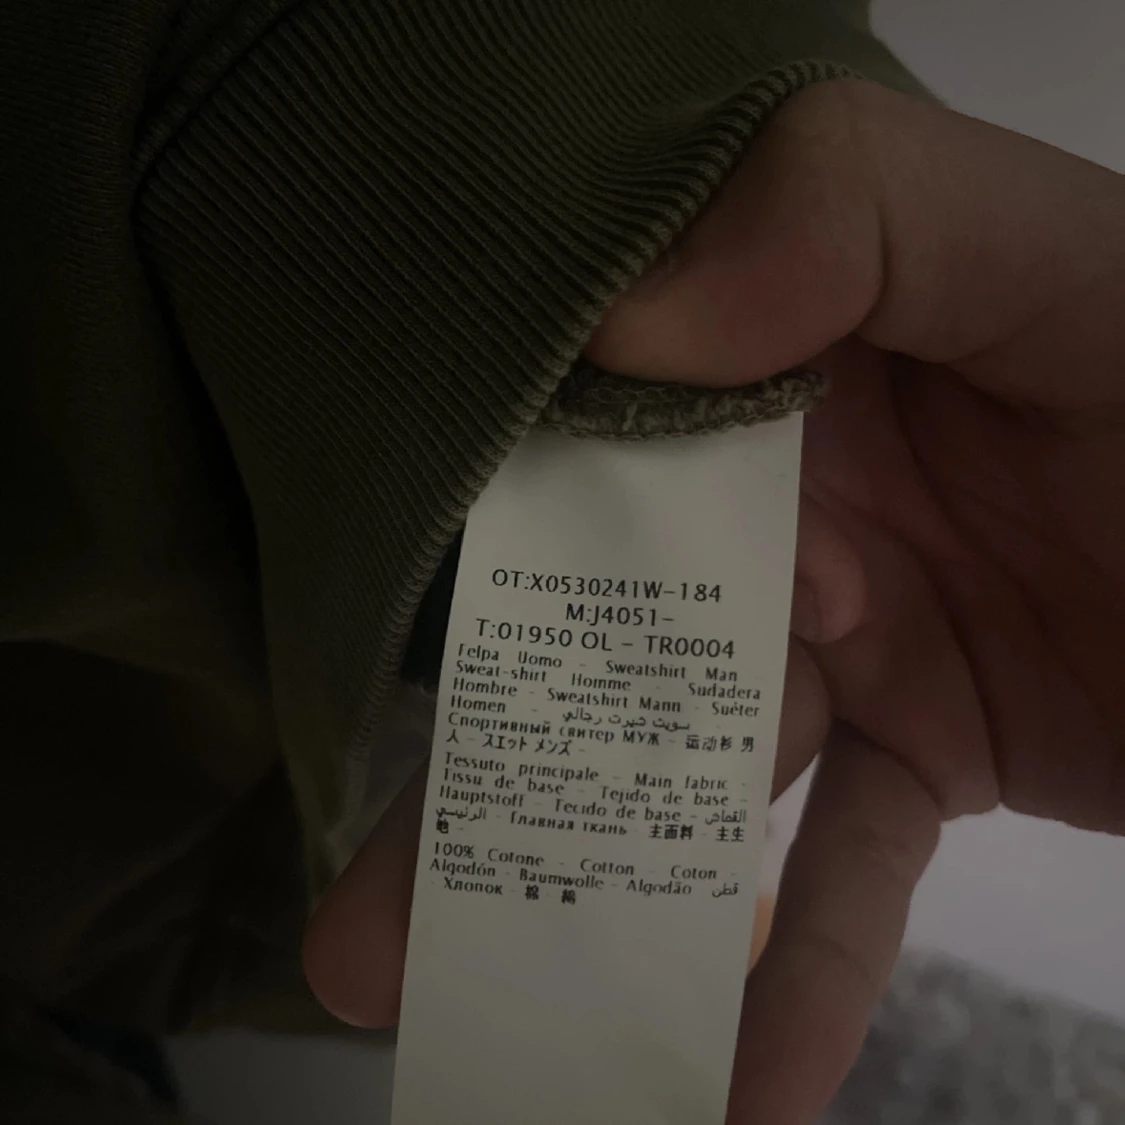 OT:X0530241W-184
M:J4051-
T:01950 OL - TR0004
Felpa Uomo - Sweatshirt Man
Sweat-shirt Homme - Sudadera
Hombre - Sweatshirt Mann - Suéter
Homen - سويت شيرت رجالي -
Спортивный свитер МУЖ - 运动衫 男
人 - スエット メンズ -
Tessuto principale - Main fabric -
Tissu de base - Tejido de base -
Hauptstoff - Tecido de base - القماش
الرئيسي - Главная ткань - 主面料 - 主生
地 -
100% Cotone - Cotton - Coton -
Algodón - Baumwolle - Algodão قطن
- Хлопок - 棉 - 綿